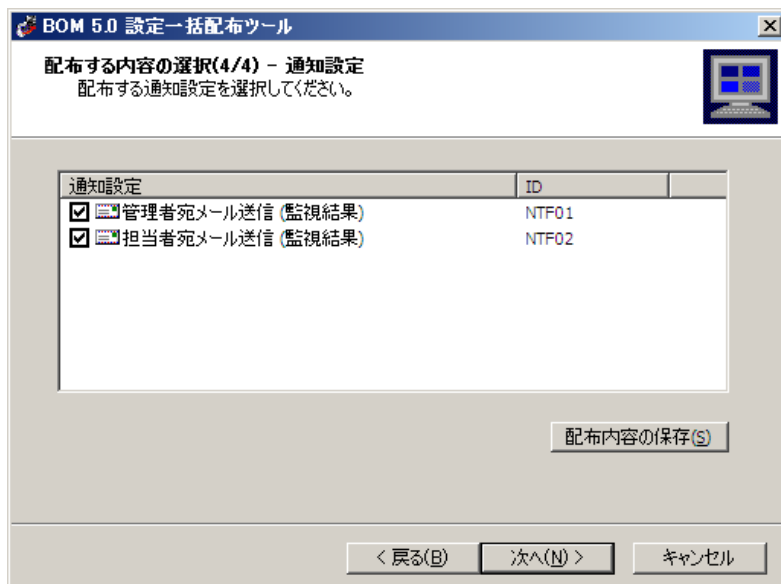 BOM 5.0 設定一括配布ツール
配布する内容の選択(4/4) - 通知設定
配布する通知設定を選択してください。
通知設定 ID
管理者宛メール送信 (監視結果) NTF01
担当者宛メール送信 (監視結果) NTF02
配布内容の保存(S)
< 戻る(B) 次へ(N) > キャンセル